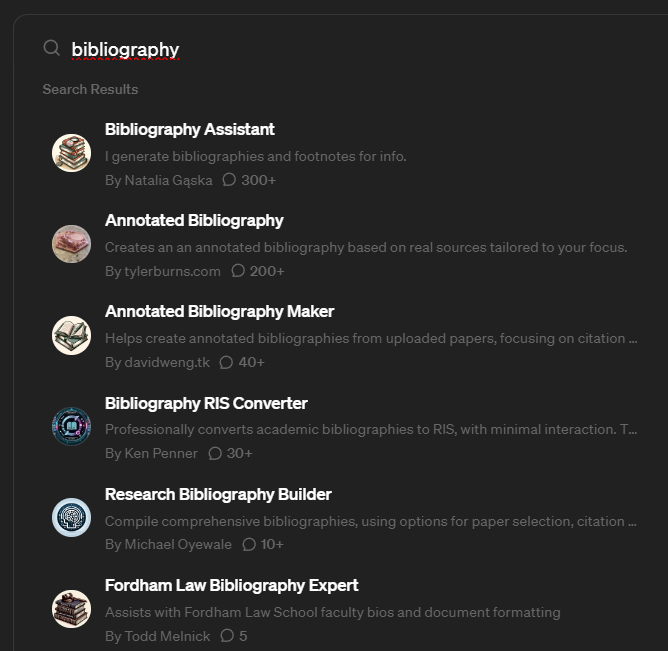 bibliography
Search Results
Bibliography Assistant
I generate bibliographies and footnotes for info.
By Natalia Gąska 300+
Annotated Bibliography
Creates an an annotated bibliography based on real sources tailored to your focus.
By tylerburns.com 200+
Annotated Bibliography Maker
Helps create annotated bibliographies from uploaded papers, focusing on citation ...
By davidweng.tk 40+
Bibliography RIS Converter
Professionally converts academic bibliographies to RIS, with minimal interaction. T...
By Ken Penner 30+
Research Bibliography Builder
Compile comprehensive bibliographies, using options for paper selection, citation ...
By Michael Oyewale 10+
Fordham Law Bibliography Expert
Assists with Fordham Law School faculty bios and document formatting
By Todd Melnick 5